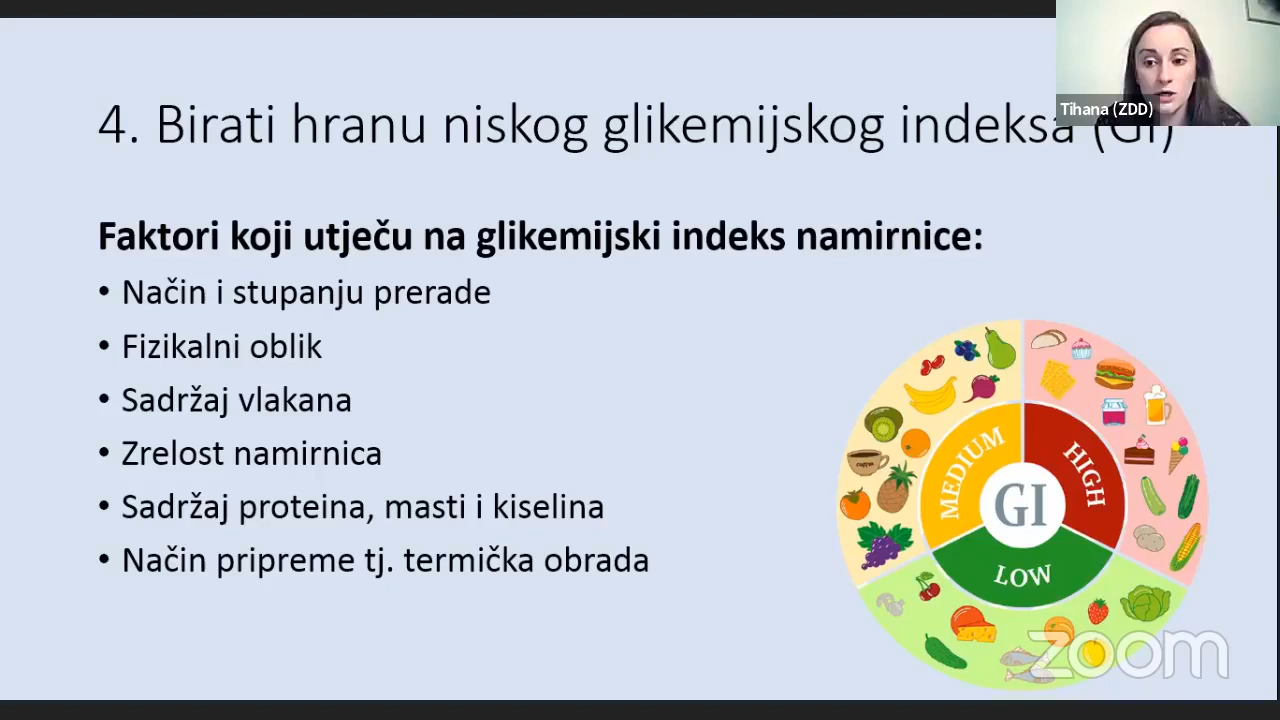 Tihana (ZDD)
4. Birati hranu niskog glikemijskog indeksa (GI)
Faktori koji utječu na glikemijski indeks namirnice:
• Način i stupanju prerade
• Fizikalni oblik
• Sadržaj vlakana
• Zrelost namirnica
• Sadržaj proteina, masti i kiselina
• Način pripreme tj. termička obrada
MEDIUM
HIGH
GI
LOW
COFFEE
zoom